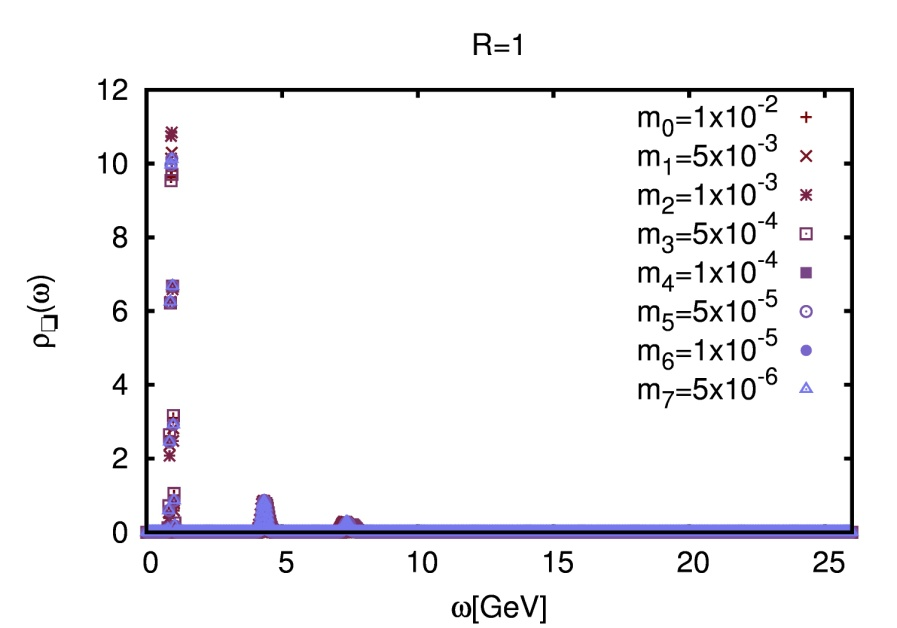 R=1
12
10
8
6
4
2
0
ρ□(ω)
m0=1x10-2
m1=5x10-3
m2=1x10-3
m3=5x10-4
m4=1x10-4
m5=5x10-5
m6=1x10-5
m7=5x10-6
0 5 10 15 20 25
ω[GeV]